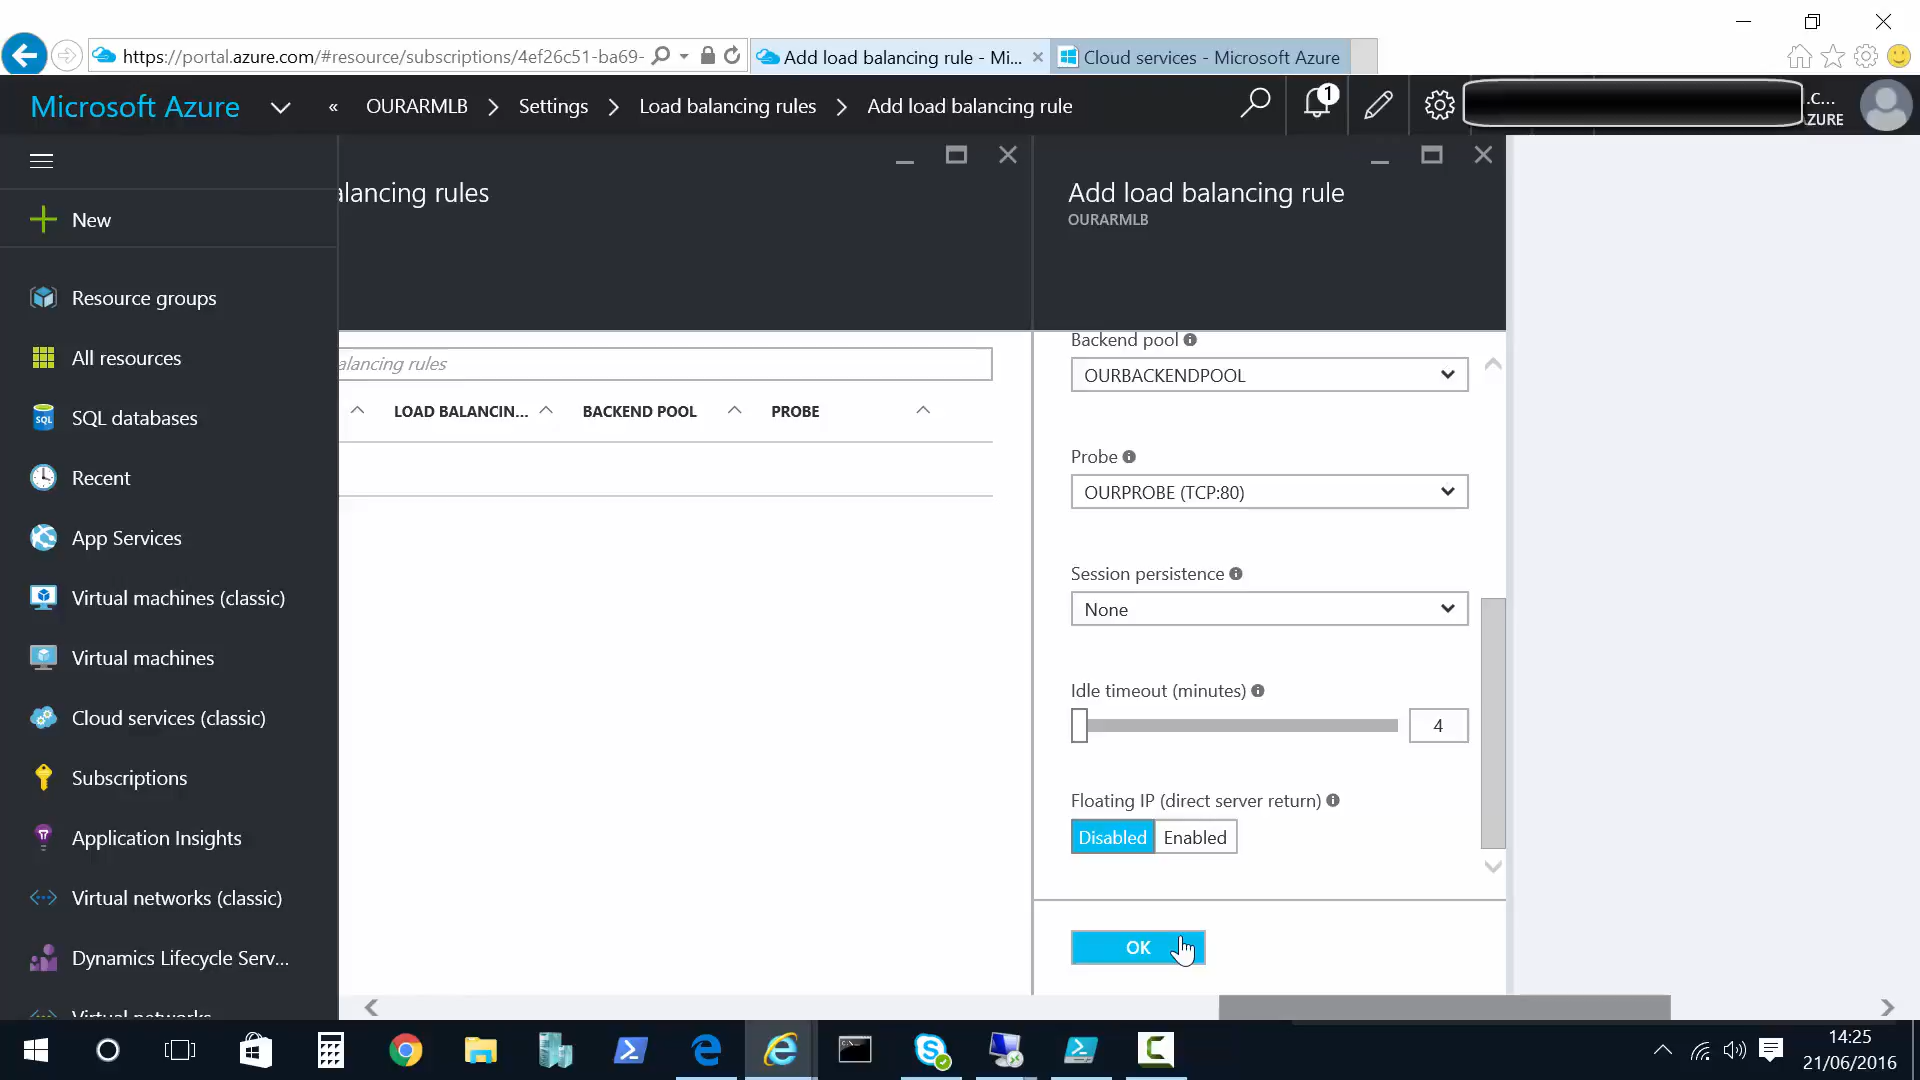 https://portal.azure.com/#resource/subscriptions/4ef26c51-ba69-
Add load balancing rule - Mi...
Cloud services - Microsoft Azure
Microsoft Azure
«
OURARMLB
Settings
Load balancing rules
Add load balancing rule
1
.C...
AZURE
alancing rules
Add load balancing rule
OURARMLB
New
Resource groups
All resources
SQL databases
Recent
App Services
Virtual machines (classic)
Virtual machines
Cloud services (classic)
Subscriptions
Application Insights
Virtual networks (classic)
Dynamics Lifecycle Serv...
Virtual networks
alancing rules
LOAD BALANCIN...
BACKEND POOL
PROBE
Backend pool
OURBACKENDPOOL
Probe
OURPROBE (TCP:80)
Session persistence
None
Idle timeout (minutes)
4
Floating IP (direct server return)
Disabled
Enabled
OK
14:25
21/06/2016